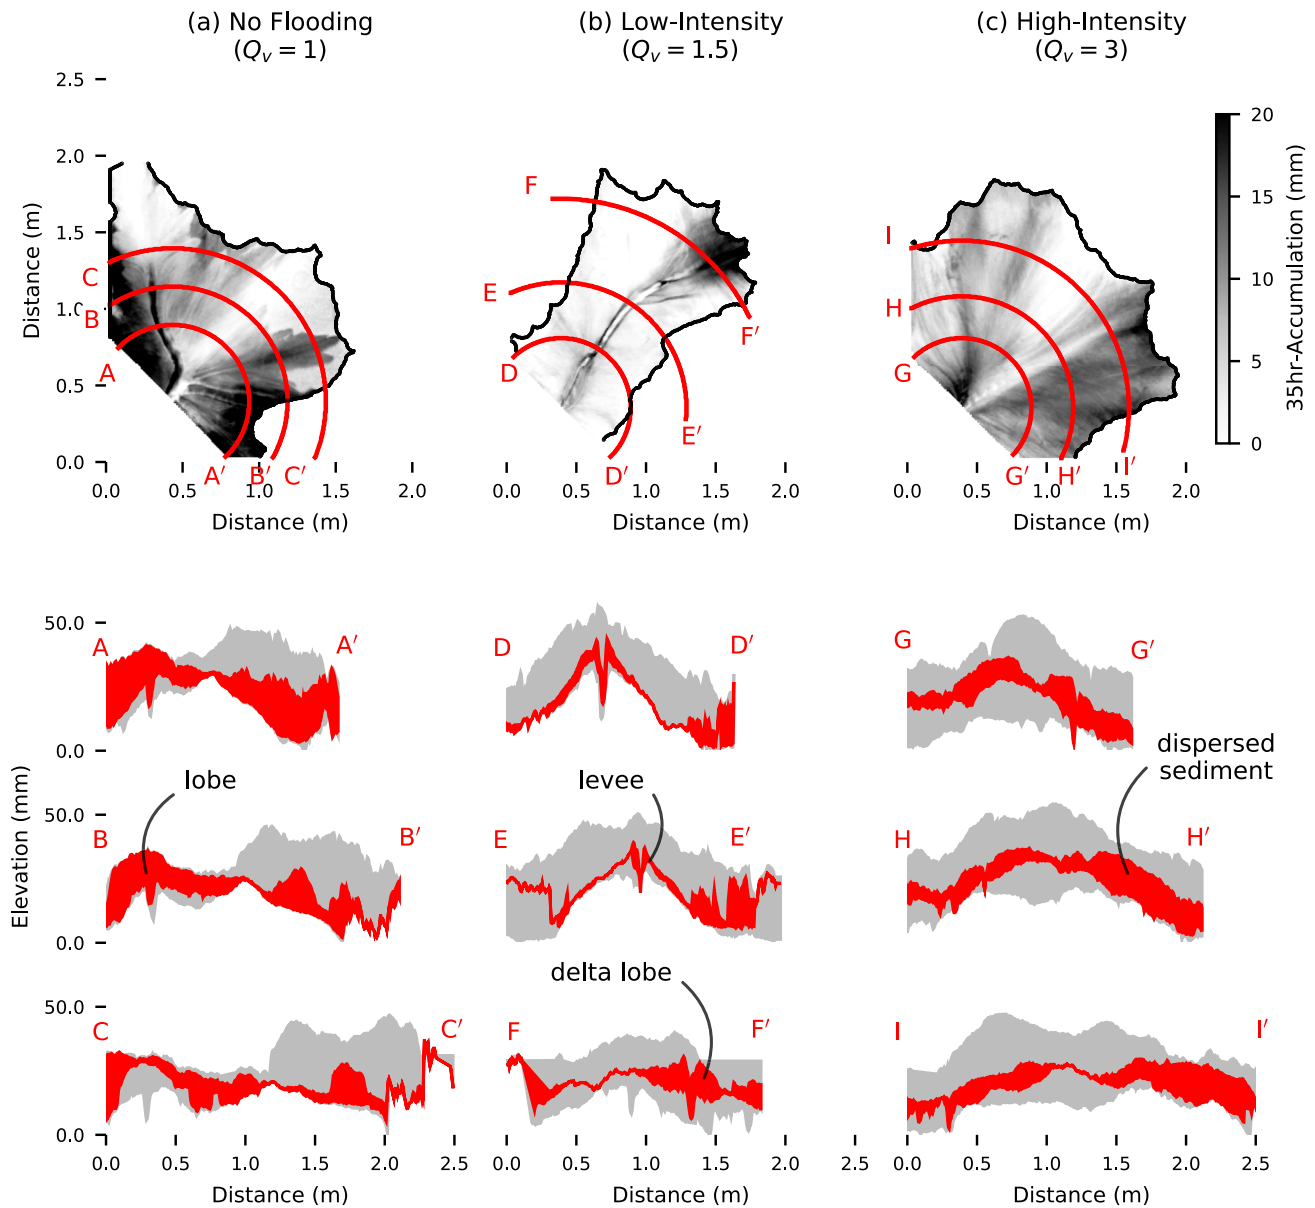 (a) No Flooding
(Q_v = 1)
(b) Low-Intensity
(Q_v = 1.5)
(c) High-Intensity
(Q_v = 3)
2.5
2.0
1.5
1.0
0.5
0.0
Distance (m)
0.0 0.5 1.0 1.5 2.0
Distance (m)
C
B
A
A′ B′ C′
0.0 0.5 1.0 1.5 2.0
Distance (m)
F
E
D
F′
E′
D′
0.0 0.5 1.0 1.5 2.0
Distance (m)
I
H
G
G′ H′ I′
20
15
10
5
0
35hr-Accumulation (mm)
50.0
0.0
A A′
D D′
G G′
50.0
0.0
Elevation (mm)
lobe
B B′
levee
E E′
dispersed
sediment
H H′
50.0
0.0
C C′
delta lobe
F F′
I I′
0.0 0.5 1.0 1.5 2.0 2.5
Distance (m)
0.0 0.5 1.0 1.5 2.0 2.5
Distance (m)
0.0 0.5 1.0 1.5 2.0 2.5
Distance (m)